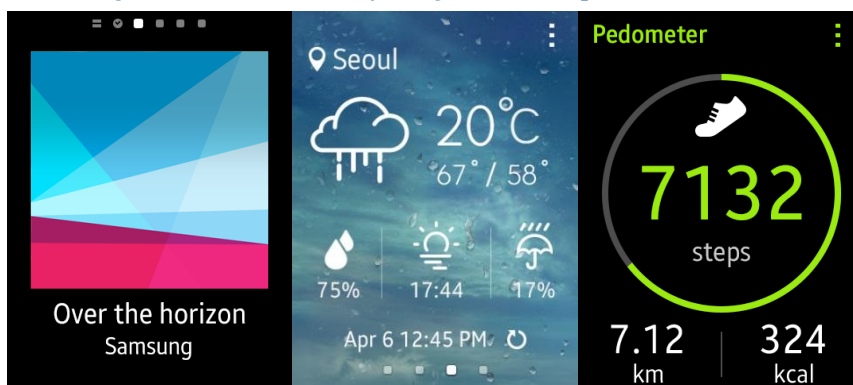 Over the horizon
Samsung
Seoul
20°C
67°/ 58°
75%
17:44
17%
Apr 6 12:45 PM
Pedometer
7132
steps
7.12
km
324
kcal